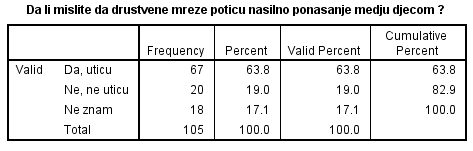 Da li mislite da drustvene mreze poticu nasilno ponasanje medju djecom ?
Frequency Percent Valid Percent Cumulative Percent
Valid Da, uticu 67 63.8 63.8 63.8
Ne, ne uticu 20 19.0 19.0 82.9
Ne znam 18 17.1 17.1 100.0
Total 105 100.0 100.0